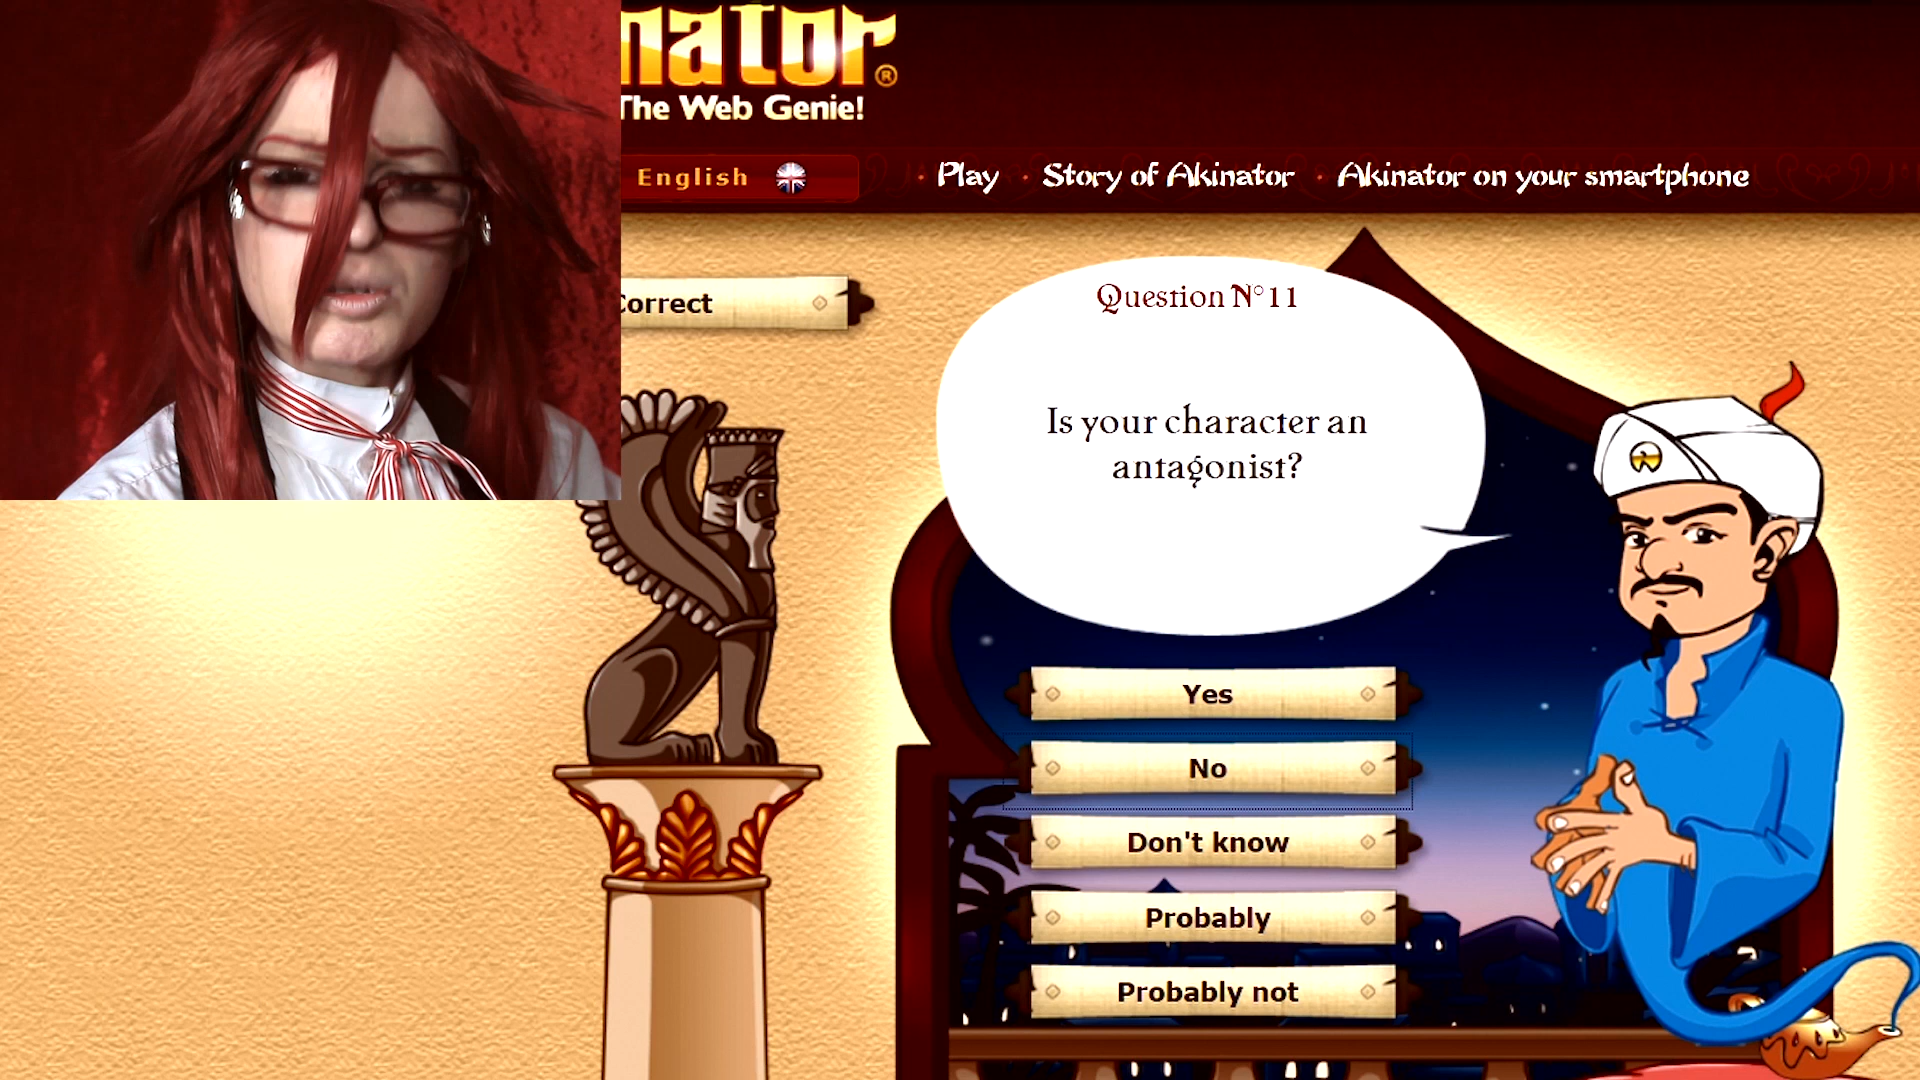 nator®
The Web Genie!
English
· Play · Story of Akinator · Akinator on your smartphone
Correct
Question N°11
Is your character an
antagonist?
Yes
No
Don't know
Probably
Probably not